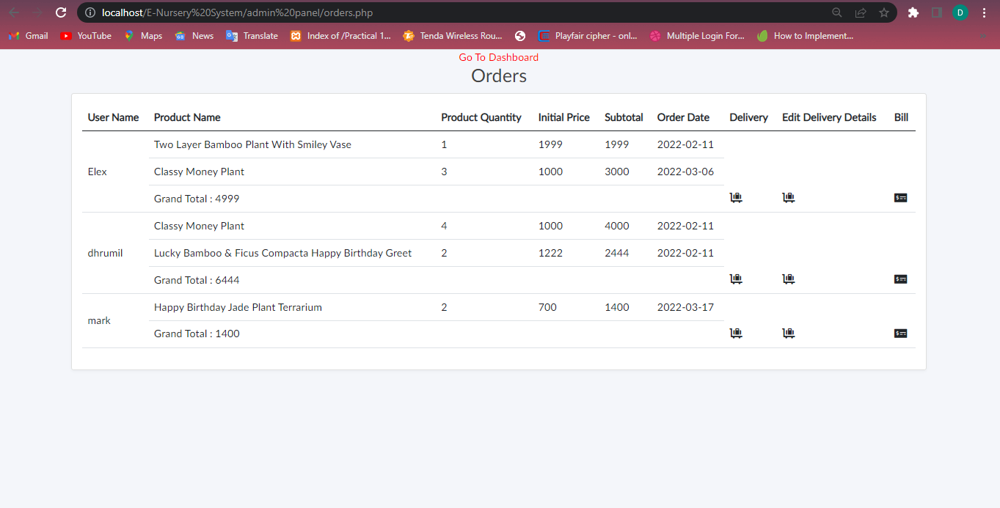 localhost/E-Nursery%20System/admin%20panel/orders.php
D
Gmail YouTube Maps News Translate Index of /Practical 1... Tenda Wireless Rou... Playfair cipher - onl... Multiple Login For... How to Implement...
Go To Dashboard
Orders
User Name Product Name Product Quantity Initial Price Subtotal Order Date Delivery Edit Delivery Details Bill
Two Layer Bamboo Plant With Smiley Vase 1 1999 1999 2022-02-11
Elex Classy Money Plant 3 1000 3000 2022-03-06
Grand Total : 4999
Classy Money Plant 4 1000 4000 2022-02-11
dhrumil Lucky Bamboo & Ficus Compacta Happy Birthday Greet 2 1222 2444 2022-02-11
Grand Total : 6444
Happy Birthday Jade Plant Terrarium 2 700 1400 2022-03-17
mark
Grand Total : 1400